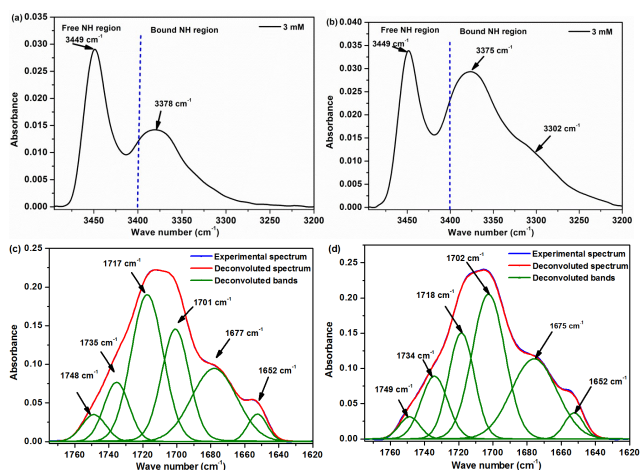 (a)
Free NH region
Bound NH region
3 mM
3449 cm⁻¹
3378 cm⁻¹
Absorbance
0.030
0.025
0.020
0.015
0.010
0.005
0.000
3450 3400 3350 3300 3250 3200
Wave number (cm⁻¹)
(b)
Free NH region
Bound NH region
3 mM
3449 cm⁻¹
3375 cm⁻¹
3302 cm⁻¹
Absorbance
0.040
0.035
0.030
0.025
0.020
0.015
0.010
0.005
0.000
3450 3400 3350 3300 3250 3200
Wave number (cm⁻¹)
(c)
Experimental spectrum
Deconvoluted spectrum
Deconvoluted bands
1717 cm⁻¹
1701 cm⁻¹
1735 cm⁻¹
1677 cm⁻¹
1748 cm⁻¹
1652 cm⁻¹
Absorbance
0.25
0.20
0.15
0.10
0.05
0.00
1760 1740 1720 1700 1680 1660 1640 1620
Wave number (cm⁻¹)
(d)
Experimental spectrum
Deconvoluted spectrum
Deconvoluted bands
1702 cm⁻¹
1718 cm⁻¹
1734 cm⁻¹
1675 cm⁻¹
1749 cm⁻¹
1652 cm⁻¹
Absorbance
0.25
0.20
0.15
0.10
0.05
0.00
1760 1740 1720 1700 1680 1660 1640 1620
Wave number (cm⁻¹)